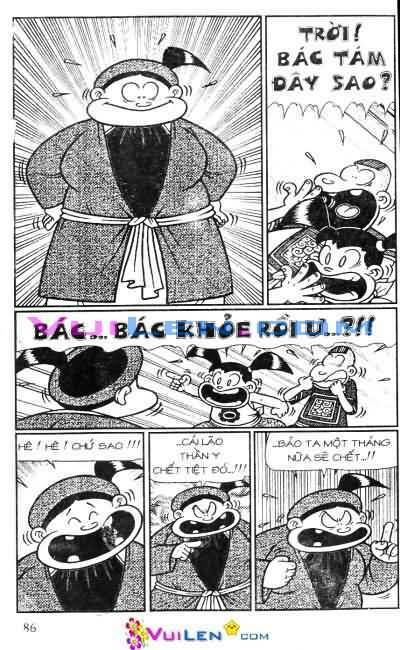 TRỜI!
BÁC TÁM
ĐÂY SAO?
BÁC... BÁC KHỎE RỒI Ư...?!!
HÊ! HÊ! CHỨ SAO!!!
..CÁI LÃO
THẦN Y
CHẾT TIỆT ĐÓ...!!!
..BẢO TA MỘT THÁNG
NỮA SẼ CHẾT..!!
86
VUILEN.COM